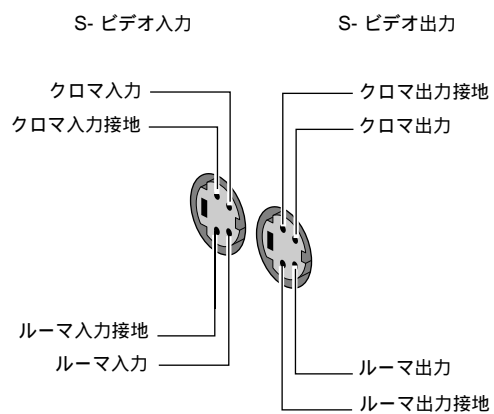 S- ビデオ入力
S- ビデオ出力
クロマ入力
クロマ入力接地
クロマ出力接地
クロマ出力
ルーマ入力接地
ルーマ入力
ルーマ出力
ルーマ出力接地